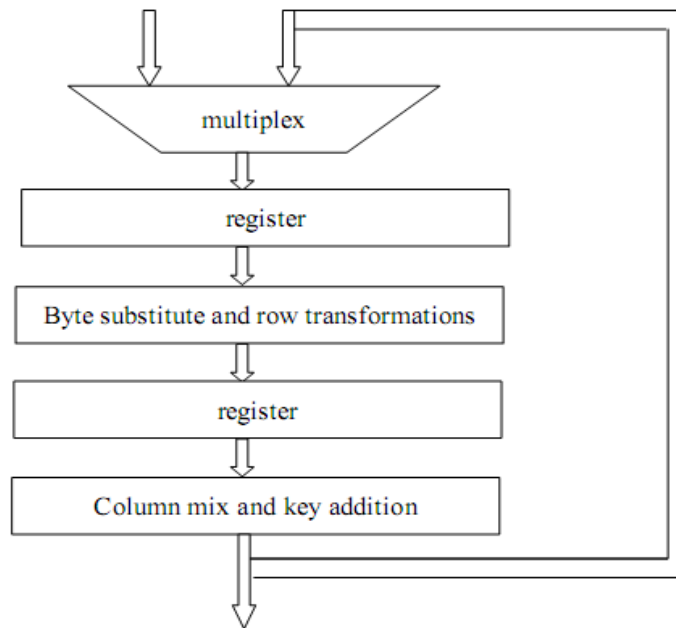 multiplex
register
Byte substitute and row transformations
register
Column mix and key addition